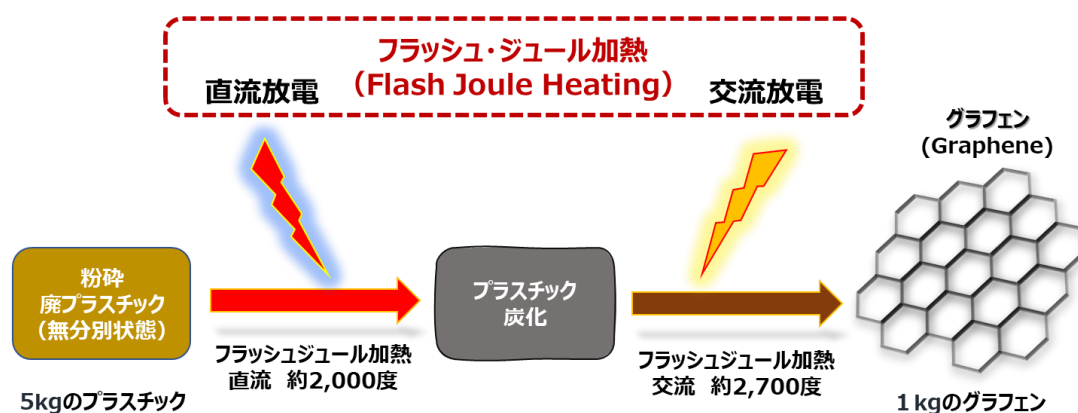 フラッシュ・ジュール加熱
直流放電 (Flash Joule Heating) 交流放電
グラフェン
(Graphene)
粉砕
廃プラスチック
(無分別状態)
プラスチック
炭化
フラッシュジュール加熱
直流 約2,000度
フラッシュジュール加熱
交流 約2,700度
5kgのプラスチック
1kgのグラフェン